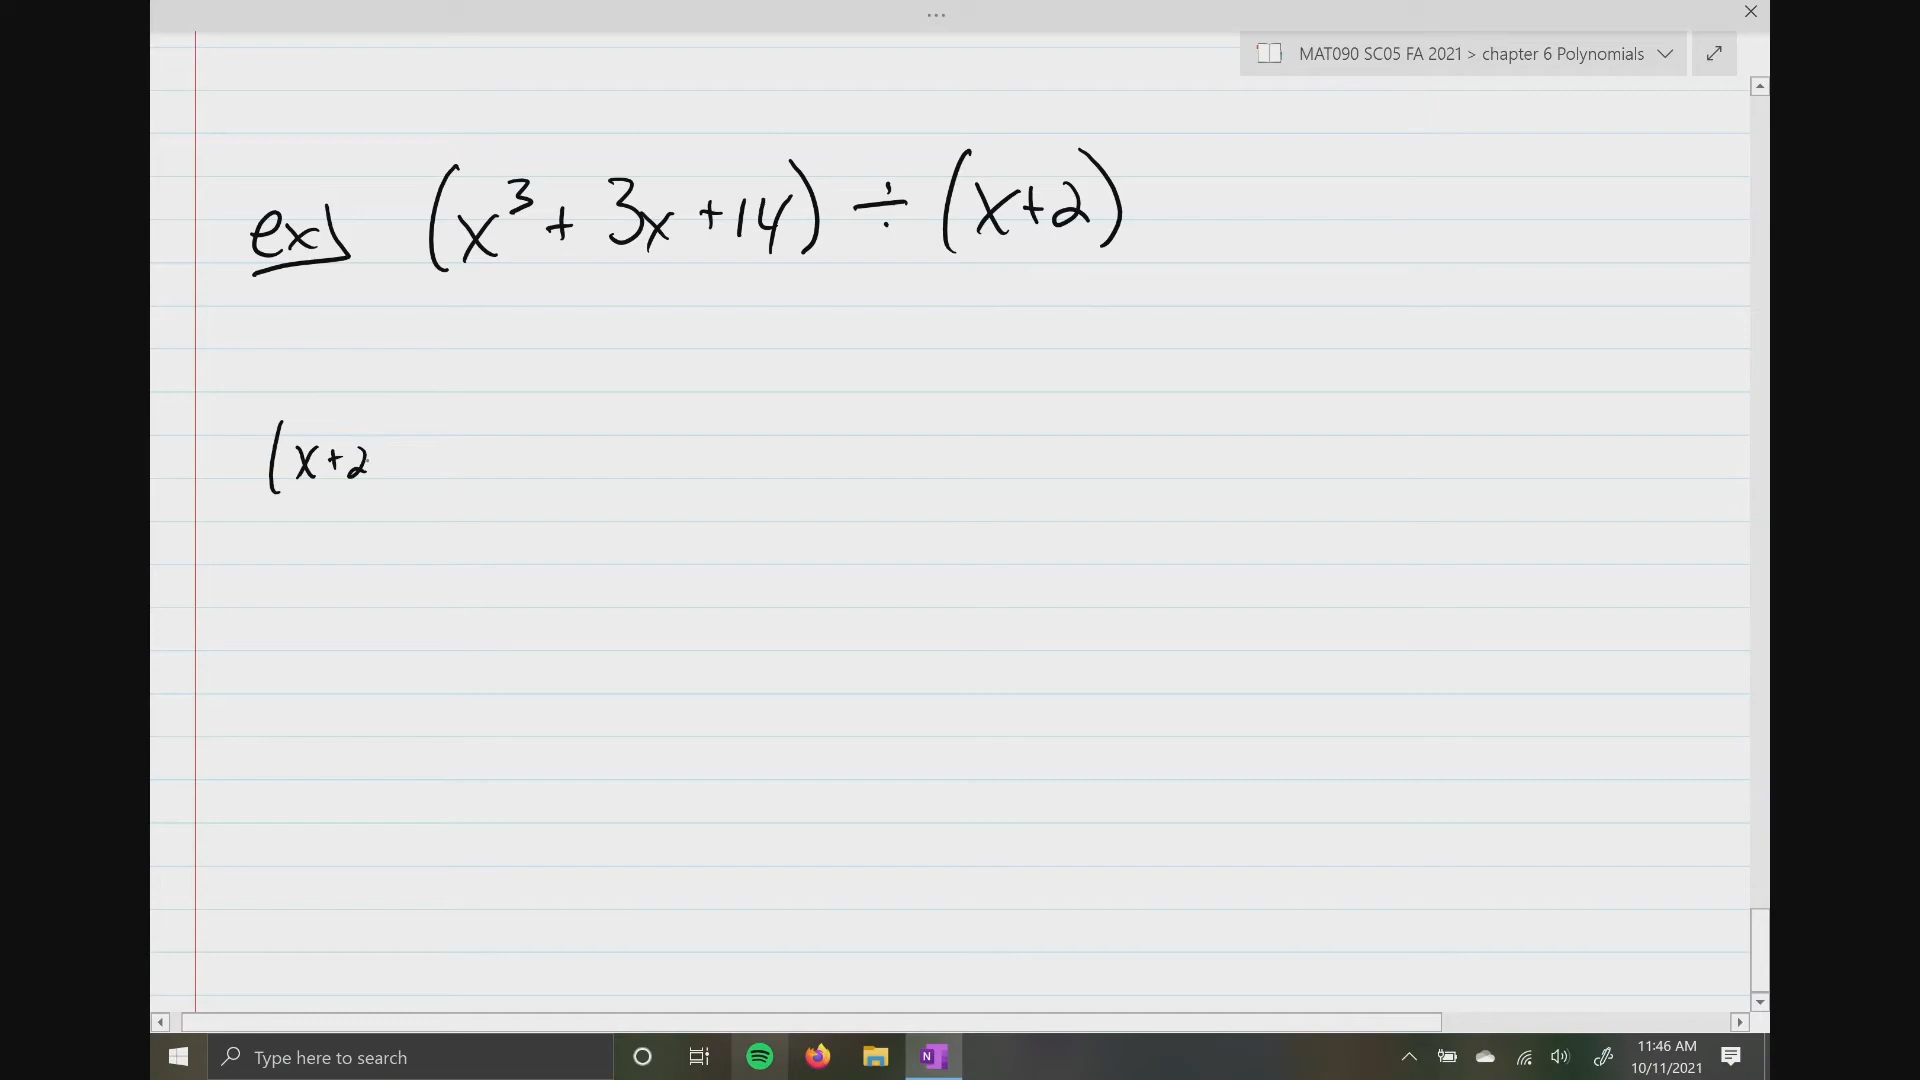 ...
MAT090 SC05 FA 2021 > chapter 6 Polynomials
ex) (x³ + 3x + 14) ÷ (x+2)
(x+2
Type here to search
N
11:46 AM
10/11/2021